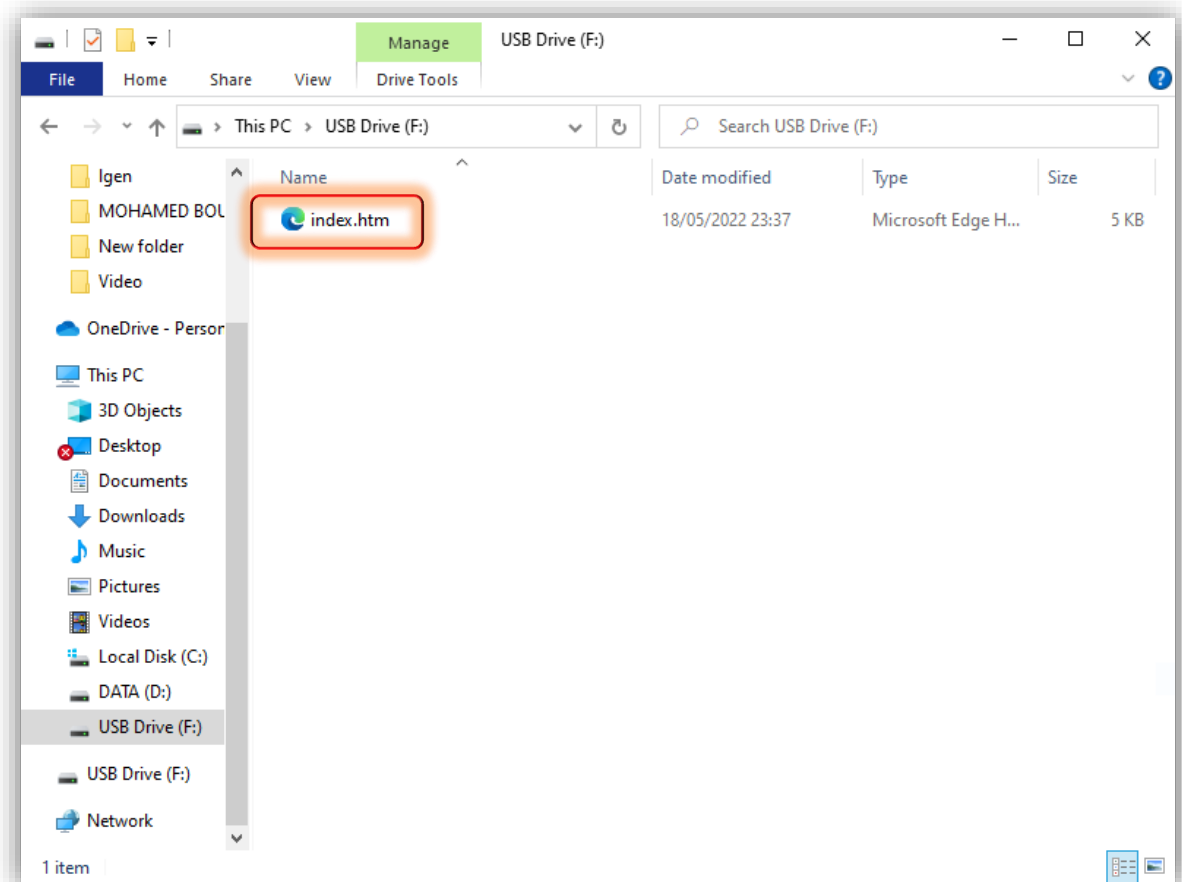 Manage USB Drive (F:)
File Home Share View Drive Tools
This PC > USB Drive (F:) Search USB Drive (F:)
Name Date modified Type Size
index.htm 18/05/2022 23:37 Microsoft Edge H... 5 KB
Igen
MOHAMED BOU
New folder
Video
OneDrive - Person
This PC
3D Objects
Desktop
Documents
Downloads
Music
Pictures
Videos
Local Disk (C:)
DATA (D:)
USB Drive (F:)
USB Drive (F:)
Network
1 item